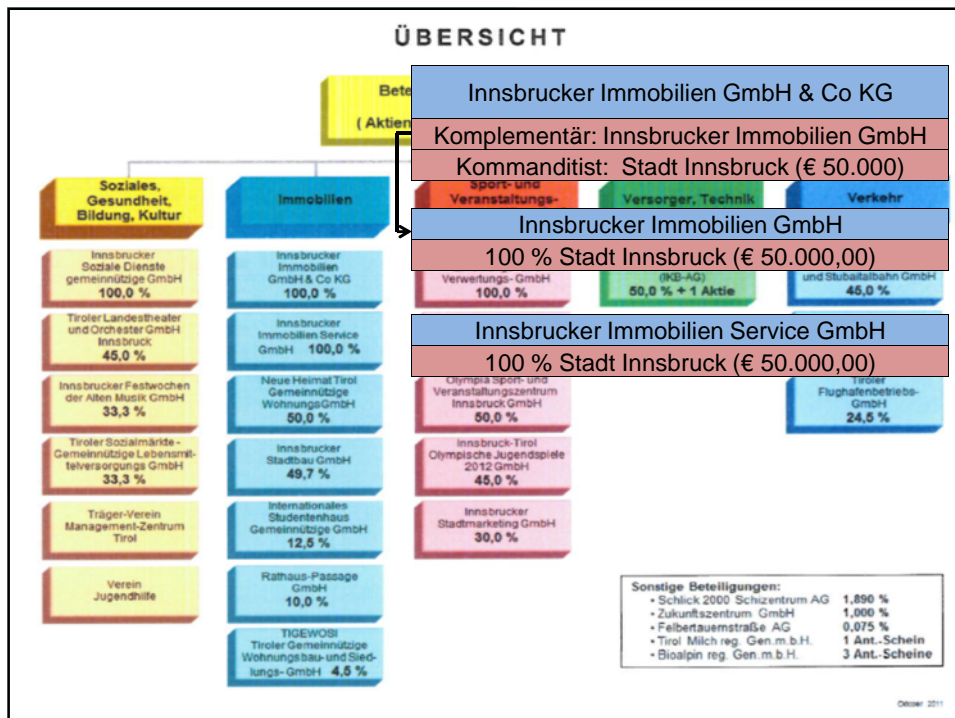 ÜBERSICHT
Bete
( Aktien
Innsbrucker Immobilien GmbH & Co KG
Komplementär: Innsbrucker Immobilien GmbH
Kommanditist: Stadt Innsbruck (€ 50.000)
Innsbrucker Immobilien GmbH
100 % Stadt Innsbruck (€ 50.000,00)
Innsbrucker Immobilien Service GmbH
100 % Stadt Innsbruck (€ 50.000,00)
Soziales,
Gesundheit,
Bildung, Kultur
Innsbrucker
Soziale Dienste
gemeinnützige GmbH
100,0 %
Tiroler Landestheater
und Orchester GmbH
Innsbruck
45,0 %
Innsbrucker Festwochen
der Alten Musik GmbH
33,3 %
Tiroler Sozialmärkte -
Gemeinnützige Lebensmit-
telversorgungs GmbH
33,3 %
Träger-Verein
Management-Zentrum
Tirol
Verein
Jugendhilfe
Immobilien
Innsbrucker
Immobilien
GmbH & Co KG
100,0 %
Innsbrucker
Immobilien Service
GmbH 100,0 %
Neue Heimat Tirol
Gemeinnützige
WohnungsGmbH
50,0 %
Innsbrucker
Stadtbau GmbH
49,7 %
Internationales
Studentenhaus
Gemeinnützige GmbH
12,5 %
Rathaus-Passage
GmbH
10,0 %
TIGEWOSI
Tiroler Gemeinnützige
Wohnungsbau- und Sied-
lungs- GmbH 4,5 %
Sport- und
Veranstaltungs-
Verwertungs- GmbH
100,0 %
Olympia Sport- und
Veranstaltungszentrum
Innsbruck GmbH
50,0 %
Innsbruck-Tirol
Olympische Jugendspiele
2012 GmbH
45,0 %
Innsbrucker
Stadtmarketing GmbH
30,0 %
Versorger, Technik
(IKB-AG)
50,0 % + 1 Aktie
Verkehr
und Stubaitalbahn GmbH
45,0 %
Tiroler
Flughafenbetriebs-
GmbH
24,5 %
Sonstige Beteiligungen:
• Schlick 2000 Schizentrum AG 1,890 %
• Zukunftszentrum GmbH 1,000 %
• Felbertauernstraße AG 0,075 %
• Tirol Milch reg. Gen.m.b.H. 1 Ant.-Schein
• Bioalpin reg. Gen.m.b.H. 3 Ant.-Scheine
Oktober 2011